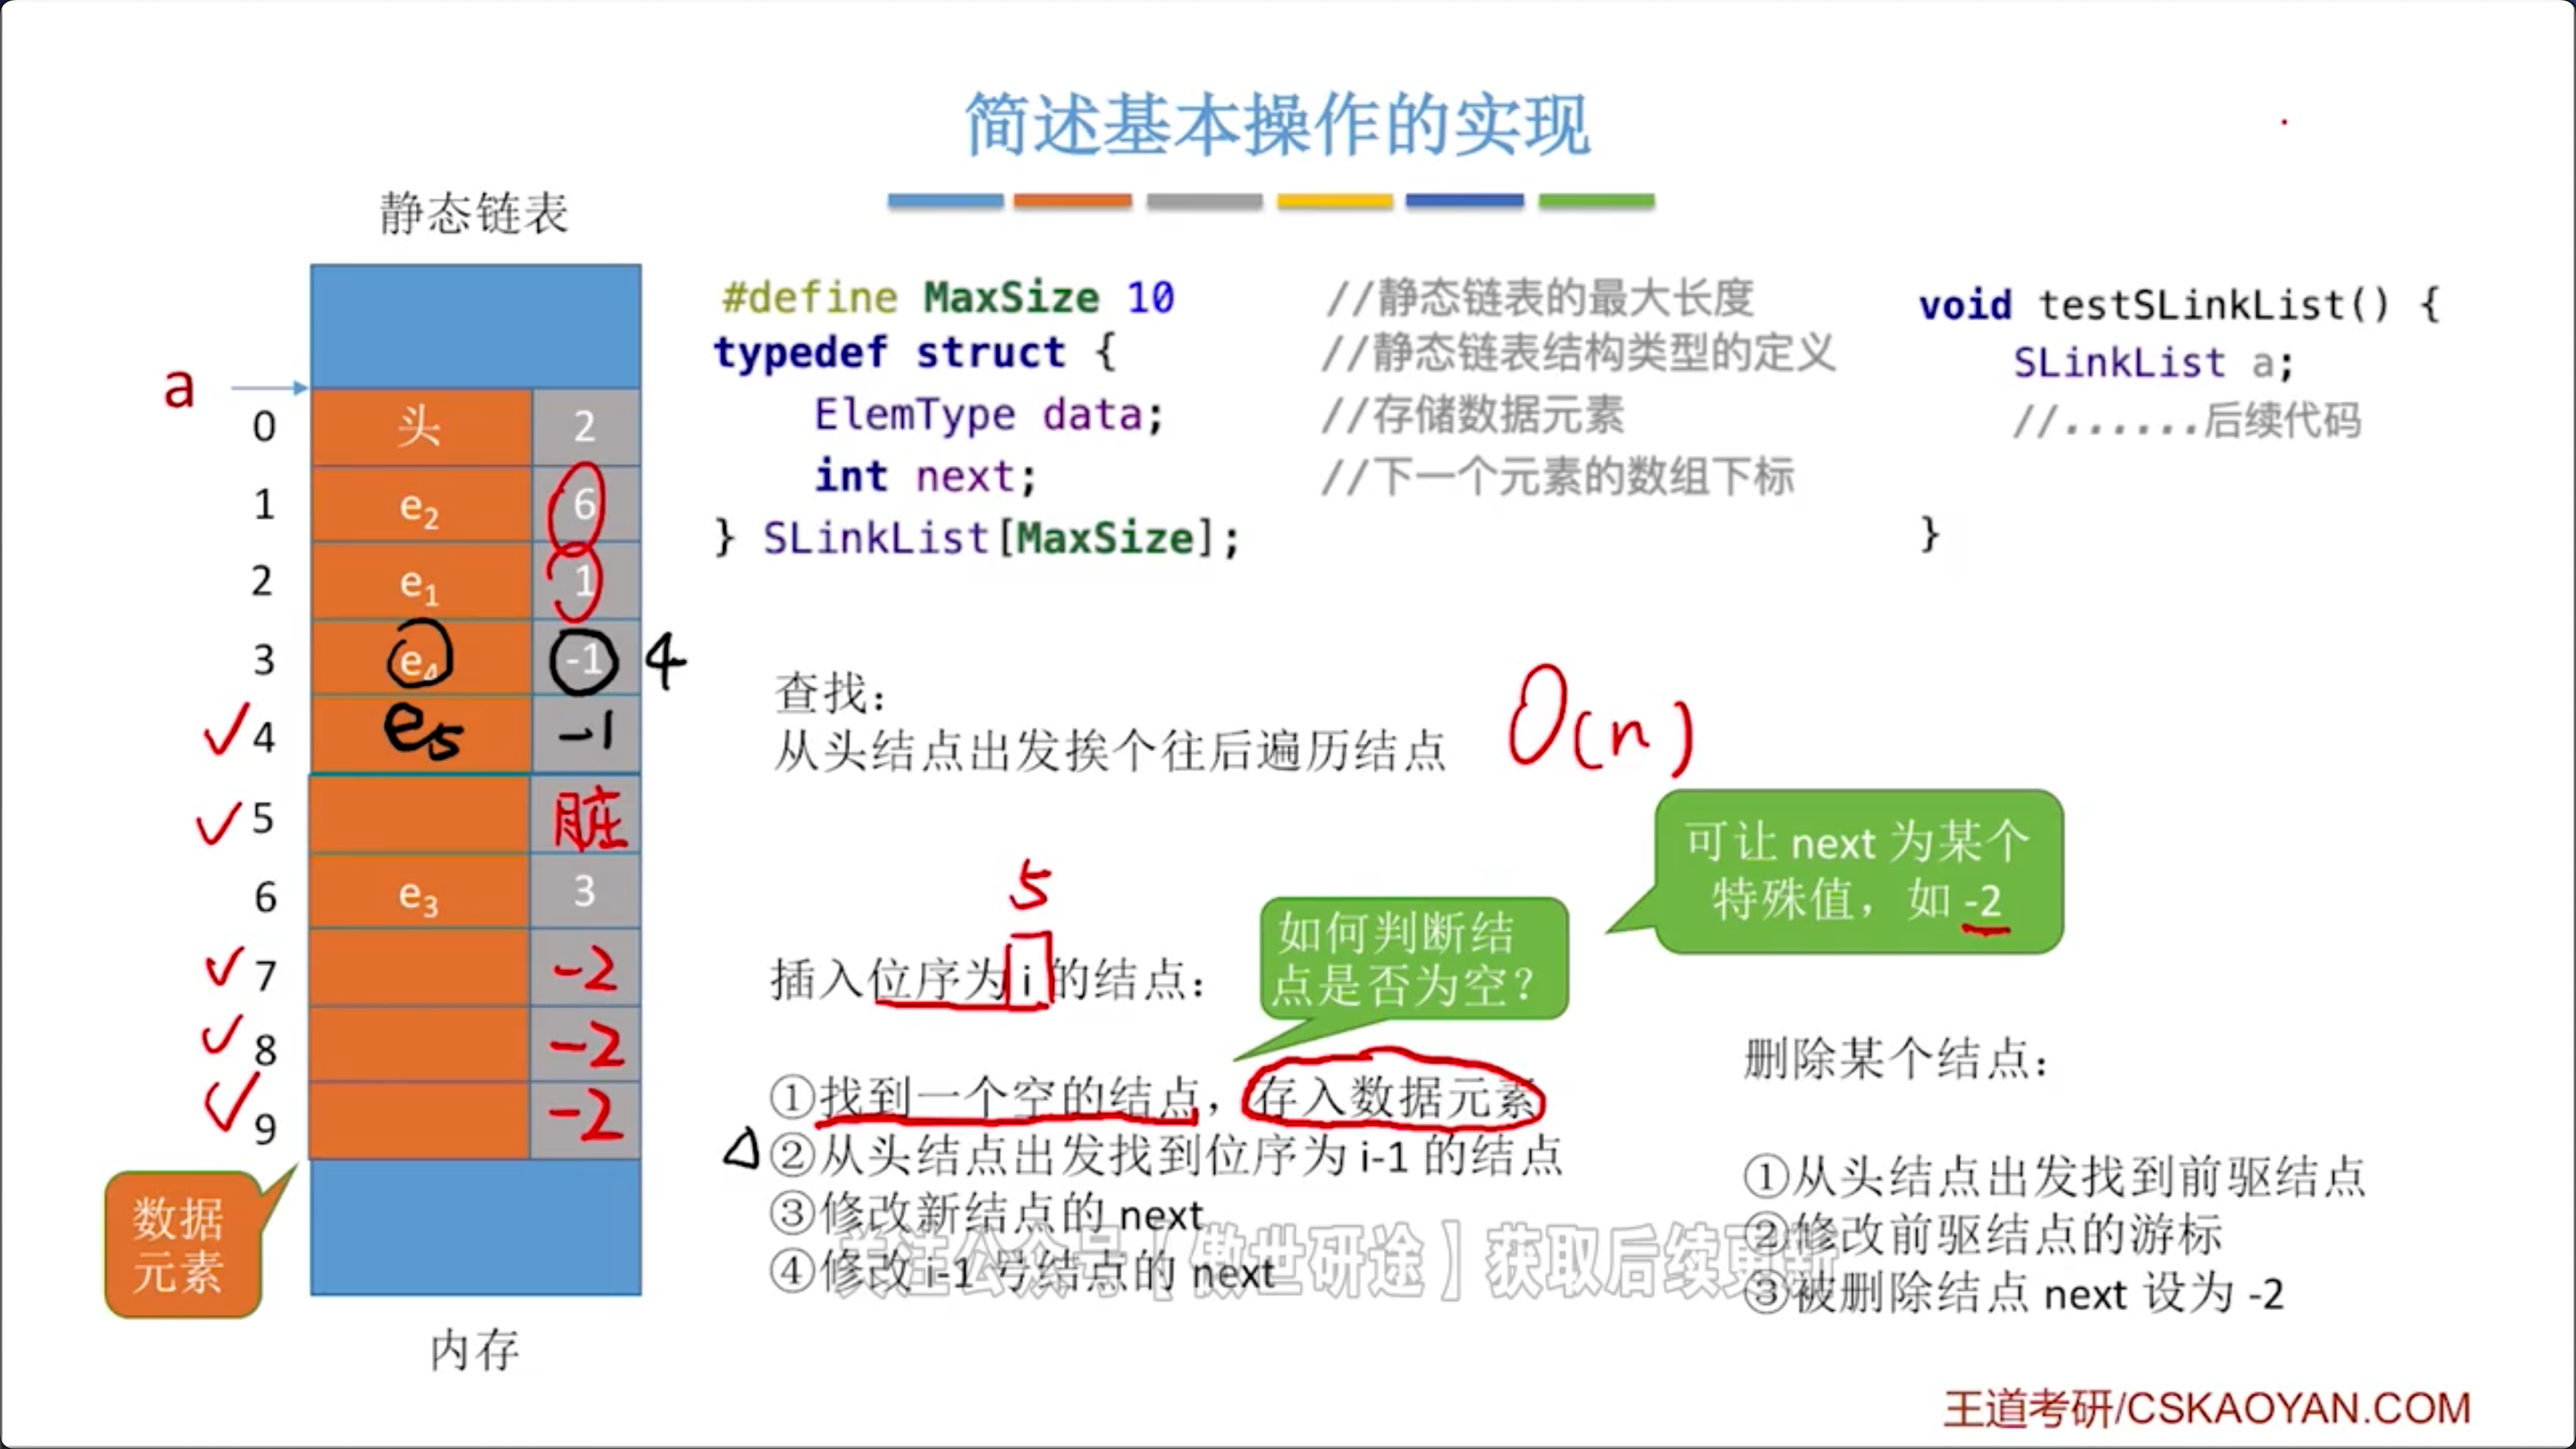 简述基本操作的实现
静态链表
a
0 头 2
1 e₂ 6
2 e₁ 1
3 e₄ -1 4
4 e5 -1
5 脏
6 e₃ 3
7 -2
8 -2
9 -2
数据
元素
内存
#define MaxSize 10 //静态链表的最大长度
typedef struct { //静态链表结构类型的定义
ElemType data; //存储数据元素
int next; //下一个元素的数组下标
} SLinkList[MaxSize];
void testSLinkList() {
SLinkList a;
//......后续代码
}
查找：
从头结点出发挨个往后遍历结点
O(n)
5
插入位序为 i 的结点：
如何判断结
点是否为空？
可让 next 为某个
特殊值，如 -2
①找到一个空的结点，存入数据元素
②从头结点出发找到位序为 i-1 的结点
③修改新结点的 next
④修改 i-1 号结点的 next
删除某个结点：
①从头结点出发找到前驱结点
②修改前驱结点的游标
③被删除结点 next 设为 -2
关注公众号【傲世研途】获取后续更新
王道考研/CSKAOYAN.COM